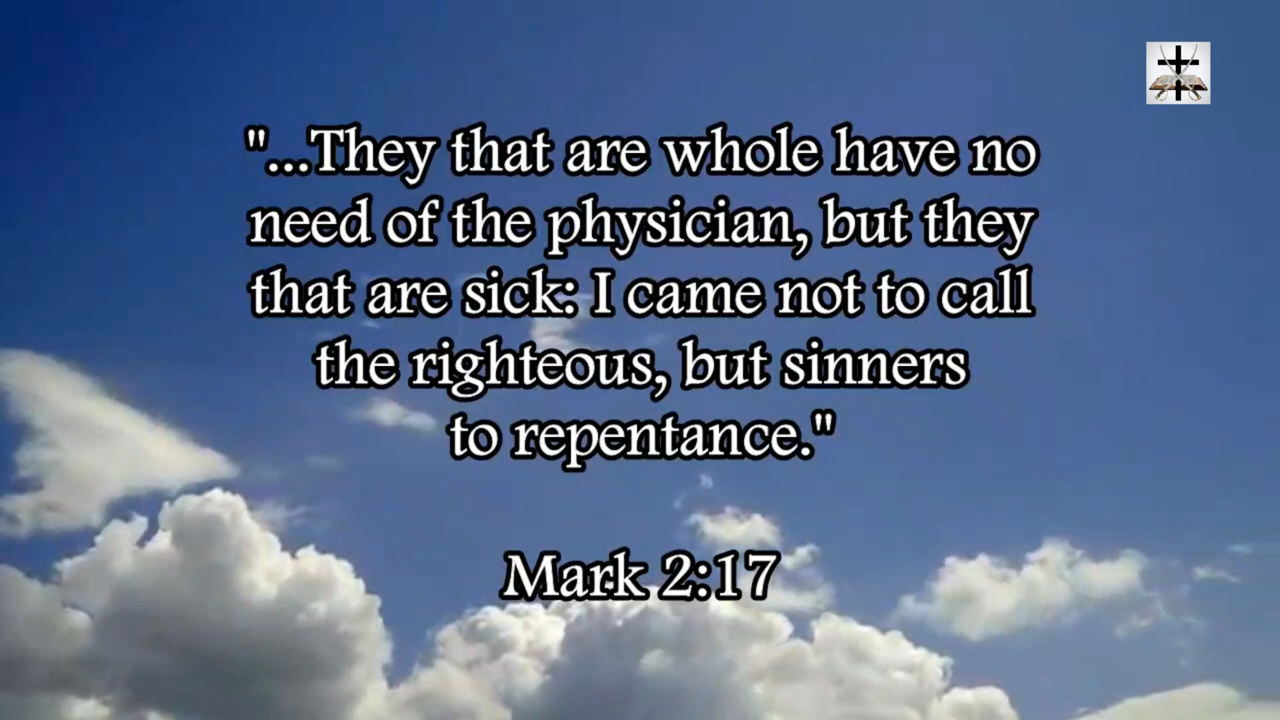 "...They that are whole have no
need of the physician, but they
that are sick: I came not to call
the righteous, but sinners
to repentance."
Mark 2:17